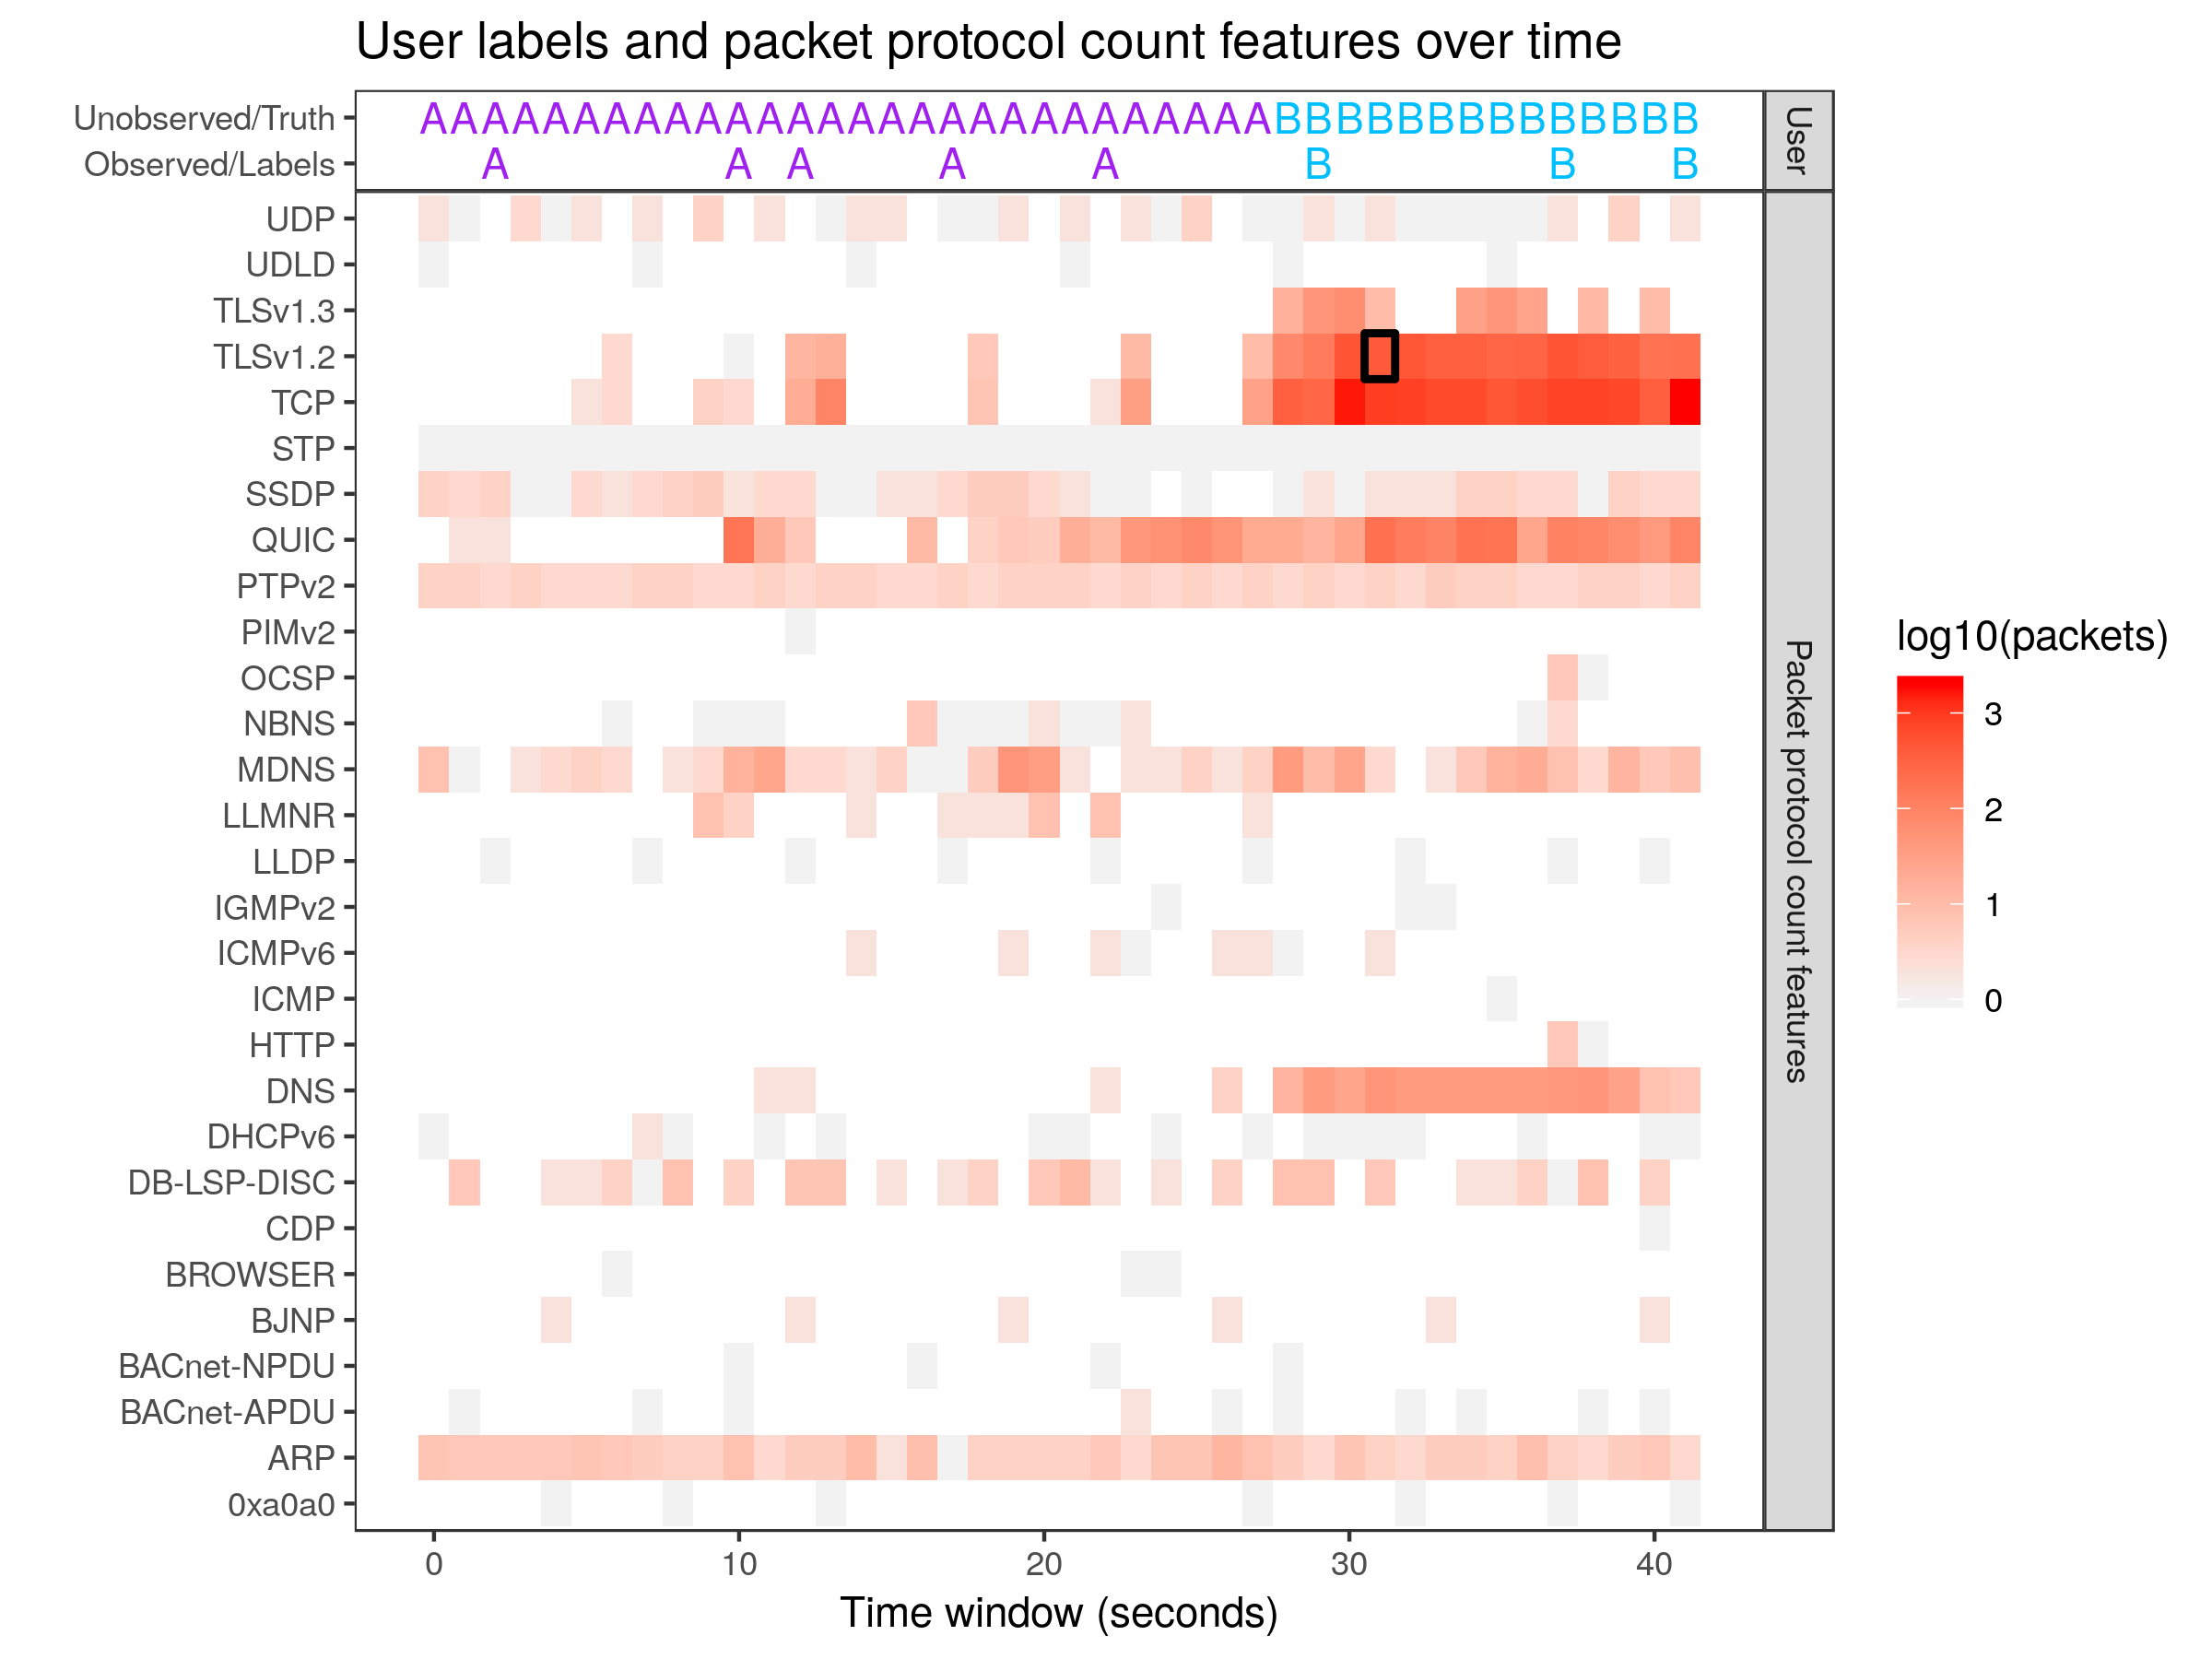 User labels and packet protocol count features over time
Unobserved/Truth
AAAAAAAAAAAAAAAAAAAAAAAAAAAABBBBBBBBBBBBBB
Observed/Labels
A A A A A B B B
User
UDP
UDLD
TLSv1.3
TLSv1.2
TCP
STP
SSDP
QUIC
PTPv2
PIMv2
OCSP
NBNS
MDNS
LLMNR
LLDP
IGMPv2
ICMPv6
ICMP
HTTP
DNS
DHCPv6
DB-LSP-DISC
CDP
BROWSER
BJNP
BACnet-NPDU
BACnet-APDU
ARP
0xa0a0
Packet protocol count features
0 10 20 30 40
Time window (seconds)
log10(packets)
3
2
1
0